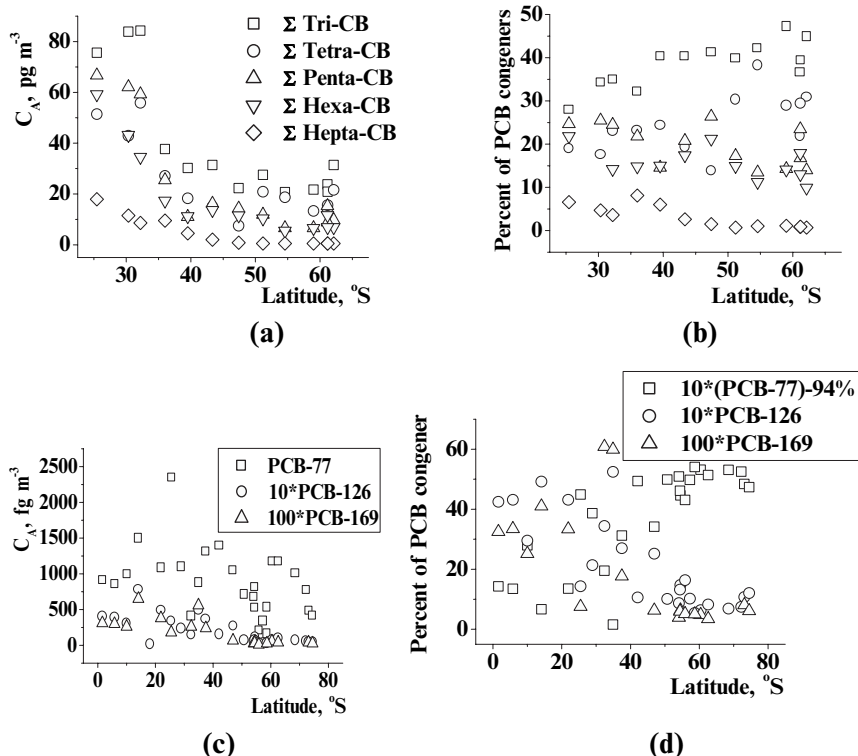 80
60
40
20
0
C_A, pg m⁻³
Σ Tri-CB
Σ Tetra-CB
Σ Penta-CB
Σ Hexa-CB
Σ Hepta-CB
30 40 50 60
Latitude, °S
(a)
50
40
30
20
10
0
Percent of PCB congeners
30 40 50 60
Latitude, °S
(b)
2500
2000
1500
1000
500
0
C_A, fg m⁻³
PCB-77
10*PCB-126
100*PCB-169
0 20 40 60 80
Latitude, °S
(c)
10*(PCB-77)-94%
10*PCB-126
100*PCB-169
60
40
20
0
Percent of PCB congener
0 20 40 60 80
Latitude, °S
(d)